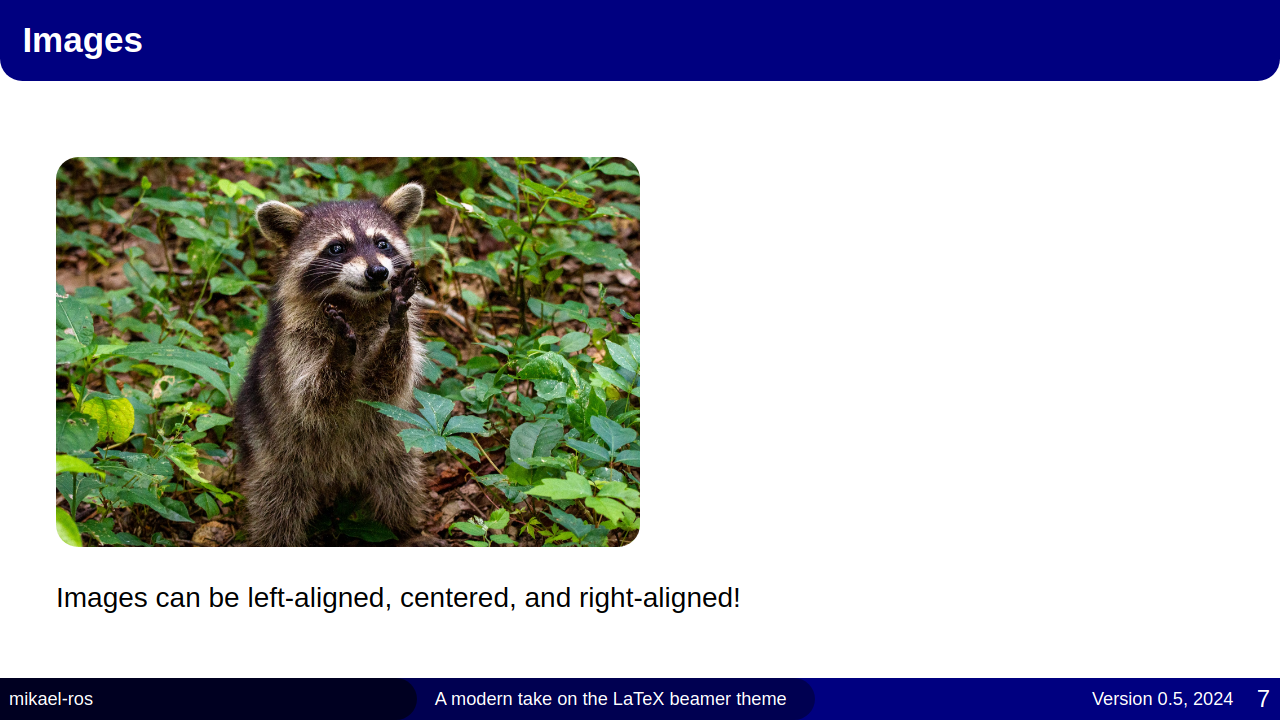 Images
Images can be left-aligned, centered, and right-aligned!
mikael-ros
A modern take on the LaTeX beamer theme
Version 0.5, 2024
7